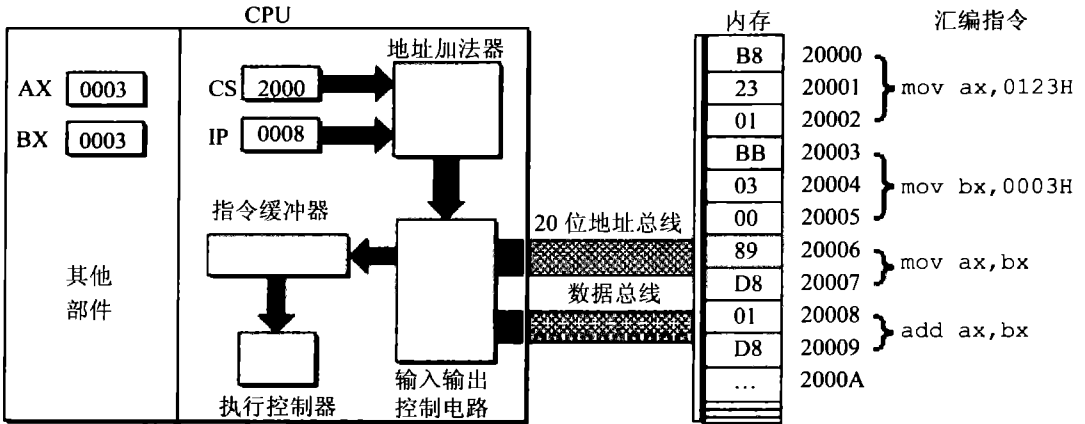 CPU
内存
汇编指令
AX 0003
BX 0003
其他
部件
CS 2000
IP 0008
地址加法器
指令缓冲器
执行控制器
输入输出
控制电路
20 位地址总线
数据总线
B8 20000
23 20001 mov ax,0123H
01 20002
BB 20003
03 20004 mov bx,0003H
00 20005
89 20006
mov ax,bx
D8 20007
01 20008
add ax,bx
D8 20009
… 2000A